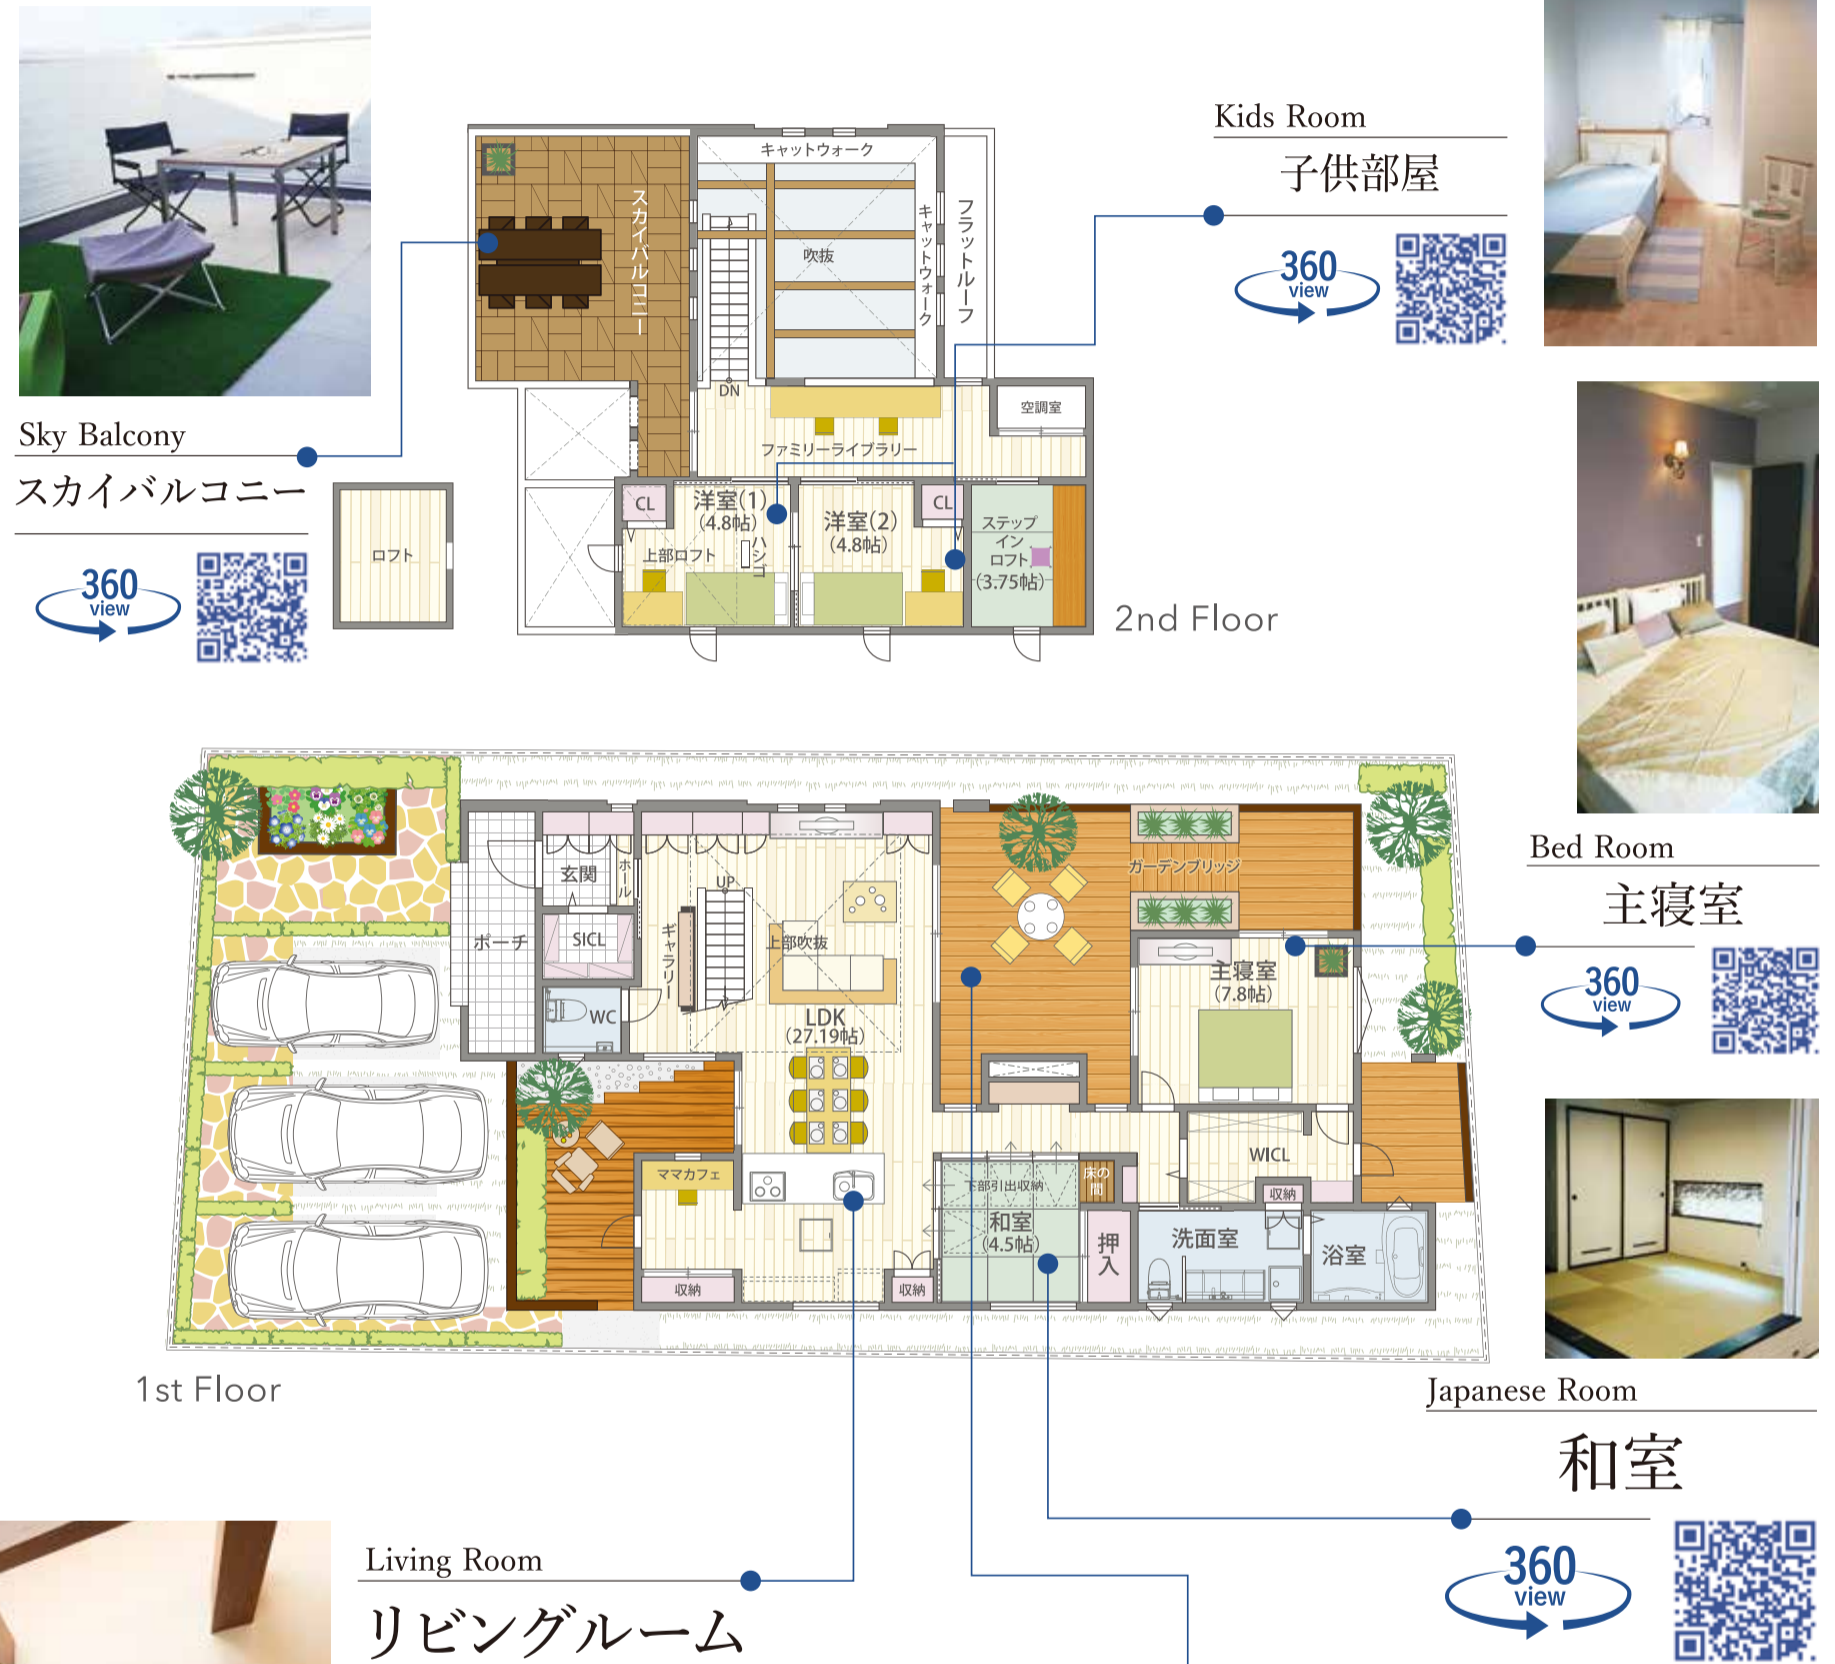 Sky Balcony
スカイバルコニー
360
view
Kids Room
子供部屋
360
view
キャットウォーク
キャットウォーク
フラットルーフ
スカイバルコニー
吹抜
DN
空調室
ファミリーライブラリー
CL
洋室(1)
(4.8帖)
上部ロフト
ハシゴ
洋室(2)
(4.8帖)
CL
ステップ
イン
ロフト
(3.75帖)
ロフト
2nd Floor
Bed Room
主寝室
360
view
玄関
ホール
ポーチ
SICL
WC
ギャラリー
UP
上部吹抜
LDK
(27.19帖)
ガーデンブリッジ
主寝室
(7.8帖)
WICL
収納
ママカフェ
収納
収納
下部引出収納
床の
間
和室
(4.5帖)
押入
洗面室
浴室
1st Floor
Japanese Room
和室
360
view
Living Room
リビングルーム